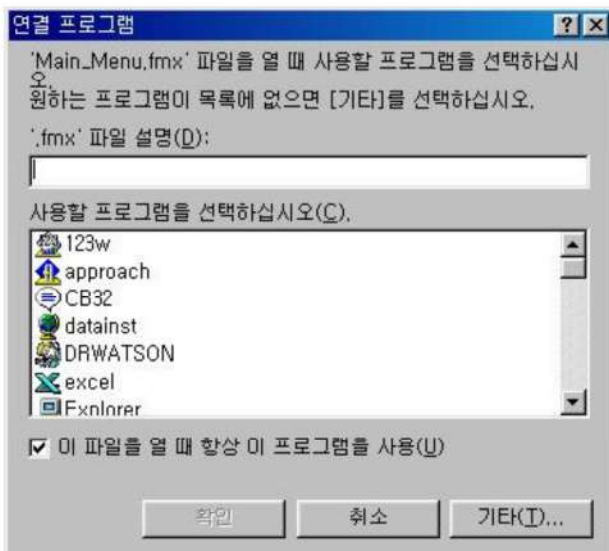 연결 프로그램
'Main_Menu.fmx' 파일을 열 때 사용할 프로그램을 선택하십시
오.
원하는 프로그램이 목록에 없으면 [기타]를 선택하십시오.
'.fmx' 파일 설명(D):
사용할 프로그램을 선택하십시오(C).
123w
approach
CB32
datainst
DRWATSON
excel
Explorer
이 파일을 열 때 항상 이 프로그램을 사용(U)
확인 취소 기타(T)...